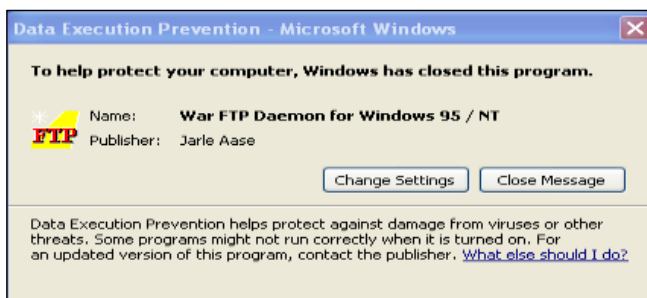 Data Execution Prevention - Microsoft Windows
To help protect your computer, Windows has closed this program.
Name: War FTP Daemon for Windows 95 / NT
FTP
Publisher: Jarle Aase
Change Settings Close Message
Data Execution Prevention helps protect against damage from viruses or other
threats. Some programs might not run correctly when it is turned on. For
an updated version of this program, contact the publisher. What else should I do?